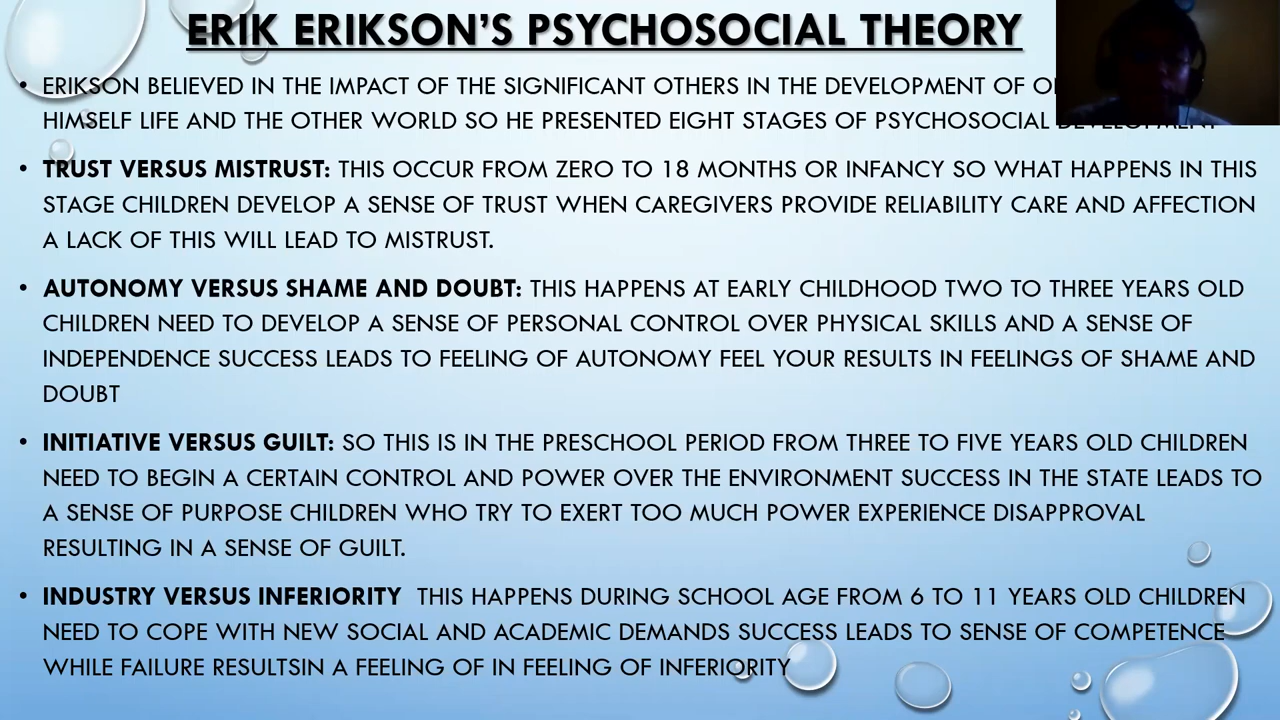 ERIK ERIKSON'S PSYCHOSOCIAL THEORY
• ERIKSON BELIEVED IN THE IMPACT OF THE SIGNIFICANT OTHERS IN THE DEVELOPMENT OF
HIMSELF LIFE AND THE OTHER WORLD SO HE PRESENTED EIGHT STAGES OF PSYCHOSOCIAL DEVELOPMENT
• TRUST VERSUS MISTRUST: THIS OCCUR FROM ZERO TO 18 MONTHS OR INFANCY SO WHAT HAPPENS IN THIS
STAGE CHILDREN DEVELOP A SENSE OF TRUST WHEN CAREGIVERS PROVIDE RELIABILITY CARE AND AFFECTION
A LACK OF THIS WILL LEAD TO MISTRUST.
• AUTONOMY VERSUS SHAME AND DOUBT: THIS HAPPENS AT EARLY CHILDHOOD TWO TO THREE YEARS OLD
CHILDREN NEED TO DEVELOP A SENSE OF PERSONAL CONTROL OVER PHYSICAL SKILLS AND A SENSE OF
INDEPENDENCE SUCCESS LEADS TO FEELING OF AUTONOMY FEEL YOUR RESULTS IN FEELINGS OF SHAME AND
DOUBT
• INITIATIVE VERSUS GUILT: SO THIS IS IN THE PRESCHOOL PERIOD FROM THREE TO FIVE YEARS OLD CHILDREN
NEED TO BEGIN A CERTAIN CONTROL AND POWER OVER THE ENVIRONMENT SUCCESS IN THE STATE LEADS TO
A SENSE OF PURPOSE CHILDREN WHO TRY TO EXERT TOO MUCH POWER EXPERIENCE DISAPPROVAL
RESULTING IN A SENSE OF GUILT.
• INDUSTRY VERSUS INFERIORITY THIS HAPPENS DURING SCHOOL AGE FROM 6 TO 11 YEARS OLD CHILDREN
NEED TO COPE WITH NEW SOCIAL AND ACADEMIC DEMANDS SUCCESS LEADS TO SENSE OF COMPETENCE
WHILE FAILURE RESULTSIN A FEELING OF IN FEELING OF INFERIORITY